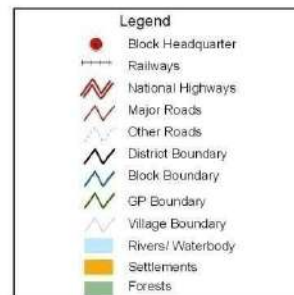 Legend
Block Headquarter
Railways
National Highways
Major Roads
Other Roads
District Boundary
Block Boundary
GP Boundary
Village Boundary
Rivers/ Waterbody
Settlements
Forests